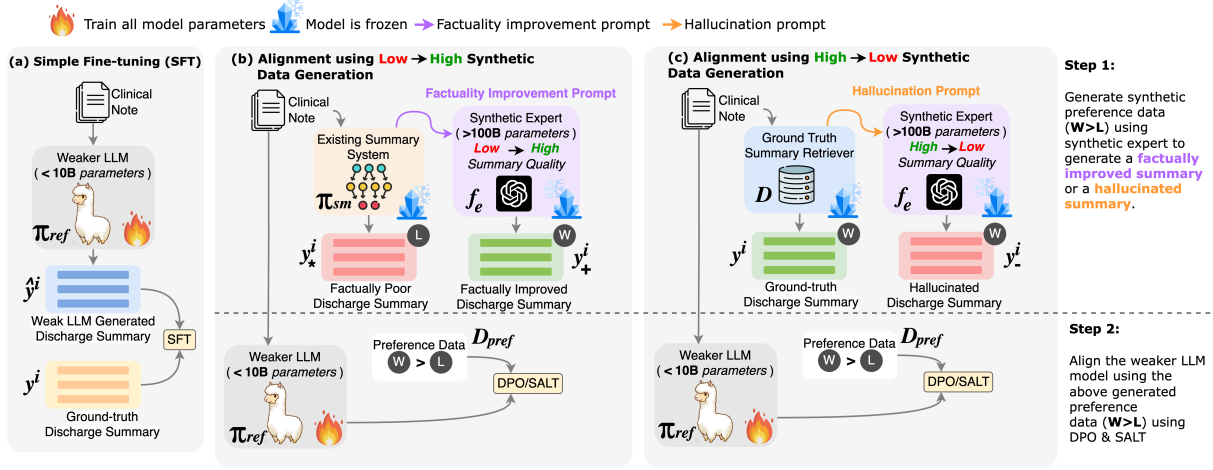 Train all model parameters
Model is frozen
Factuality improvement prompt
Hallucination prompt
(a) Simple Fine-tuning (SFT)
Clinical
Note
Weaker LLM
( < 10B parameters )
πref
ŷⁱ
Weak LLM Generated
Discharge Summary
SFT
yⁱ
Ground-truth
Discharge Summary
(b) Alignment using Low → High Synthetic
Data Generation
Clinical
Note
Factuality Improvement Prompt
Existing Summary
System
πsm
Synthetic Expert
( >100B parameters )
Low → High
Summary Quality
fe
L
W
yⁱ*
yⁱ+
Factually Poor
Discharge Summary
Factually Improved
Discharge Summary
Weaker LLM
( < 10B parameters )
πref
Preference Data
W > L
Dpref
DPO/SALT
(c) Alignment using High → Low Synthetic
Data Generation
Clinical
Note
Hallucination Prompt
Ground Truth
Summary Retriever
D
Synthetic Expert
( >100B parameters )
High → Low
Summary Quality
fe
W
W
yⁱ
yⁱ-
Ground-truth
Discharge Summary
Hallucinated
Discharge Summary
Weaker LLM
( < 10B parameters )
πref
Preference Data
W > L
Dpref
DPO/SALT
Step 1:
Generate synthetic
preference data
(W>L) using
synthetic expert to
generate a factually
improved summary
or a hallucinated
summary.
Step 2:
Align the weaker LLM
model using the
above generated
preference
data (W>L) using
DPO & SALT